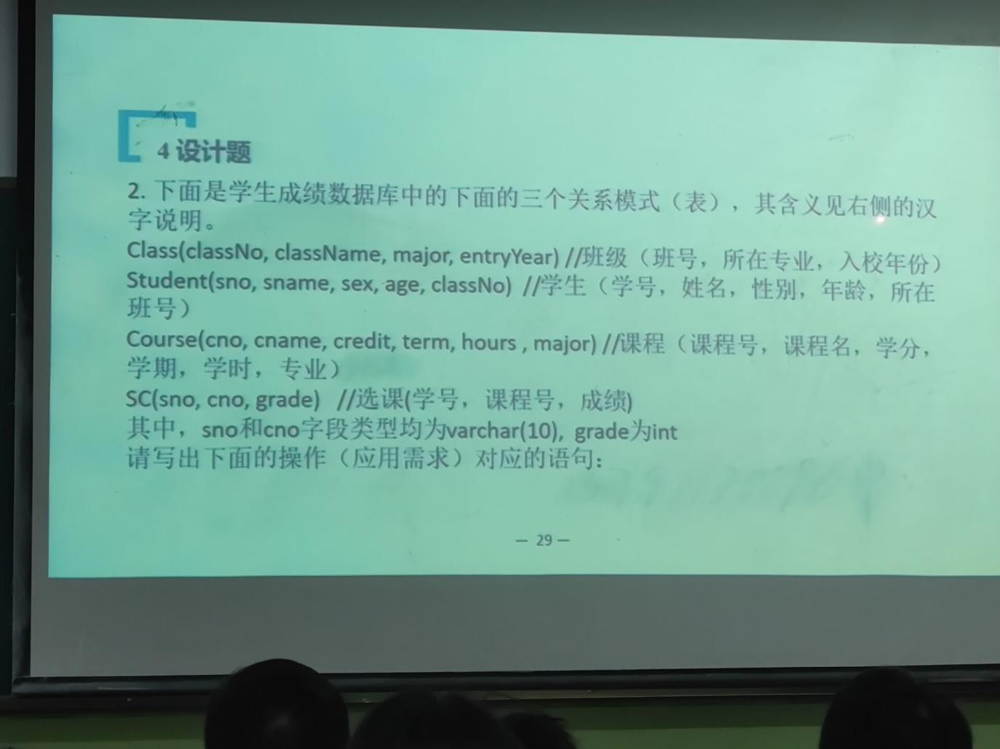 4 设计题
2. 下面是学生成绩数据库中的下面的三个关系模式（表），其含义见右侧的汉
字说明。
Class(classNo, className, major, entryYear) //班级（班号，所在专业，入校年份）
Student(sno, sname, sex, age, classNo) //学生（学号，姓名，性别，年龄，所在
班号）
Course(cno, cname, credit, term, hours , major) //课程（课程号，课程名，学分，
学期，学时，专业）
SC(sno, cno, grade) //选课(学号，课程号，成绩)
其中，sno和cno字段类型均为varchar(10), grade为int
请写出下面的操作（应用需求）对应的语句：
— 29 —